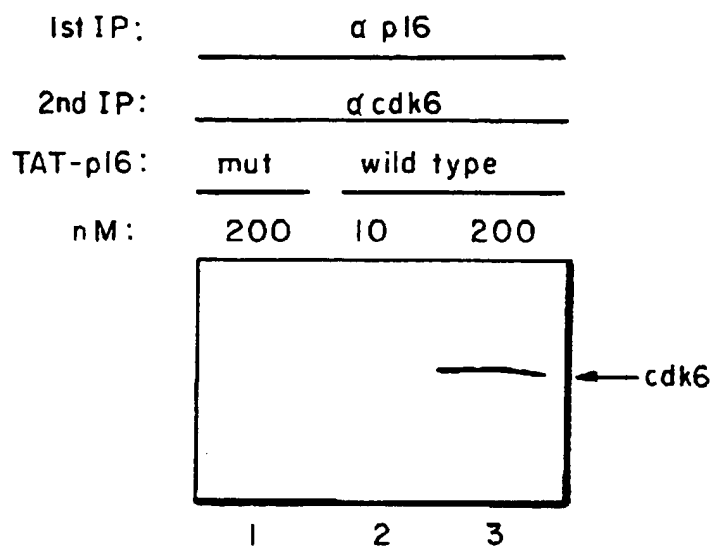 1st IP: α p16
2nd IP: α cdk6
TAT-p16: mut wild type
nM: 200 10 200
cdk6
1 2 3